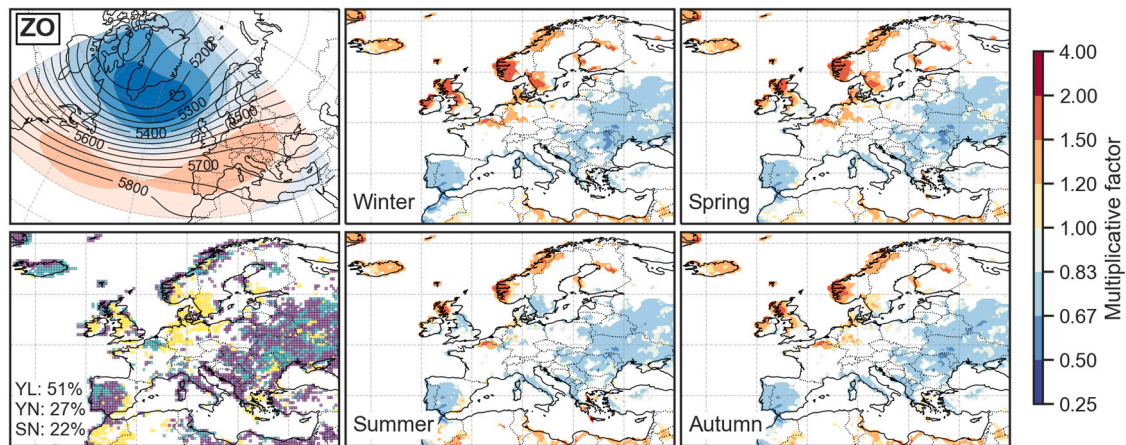 ZO
5200
5300
5400
5500
5600
5700
5800
Winter
Spring
YL: 51%
YN: 27%
SN: 22%
Summer
Autumn
4.00
2.00
1.50
1.20
1.00
0.83
0.67
0.50
0.25
Multiplicative factor